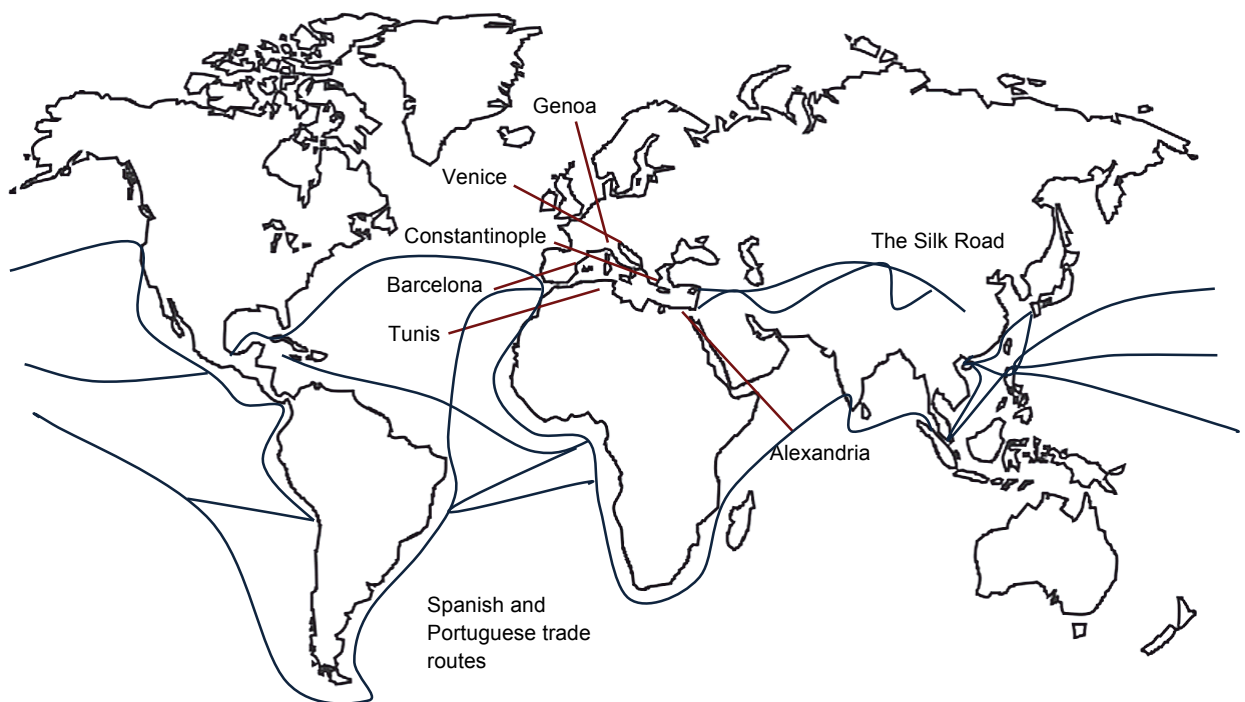 Genoa
Venice
Constantinople
The Silk Road
Barcelona
Tunis
Alexandria
Spanish and
Portuguese trade
routes